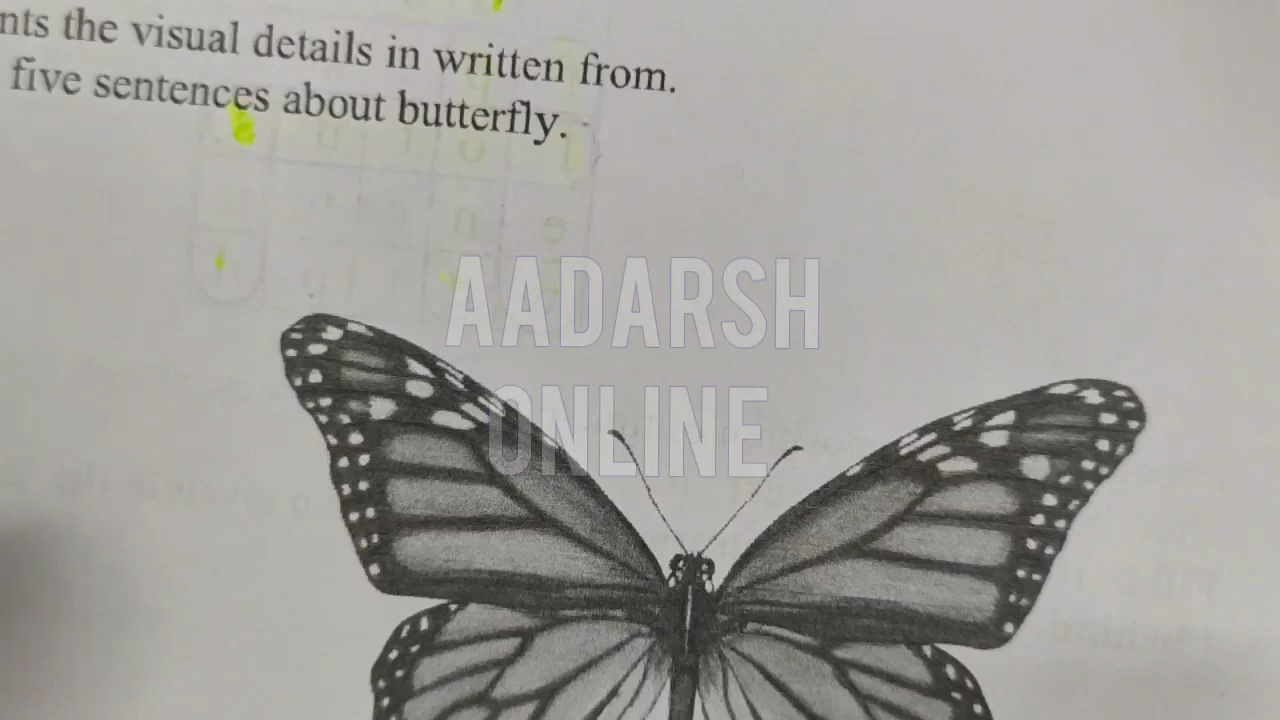 nts the visual details in written from.
five sentences about butterfly.
AADARSH
ONLINE